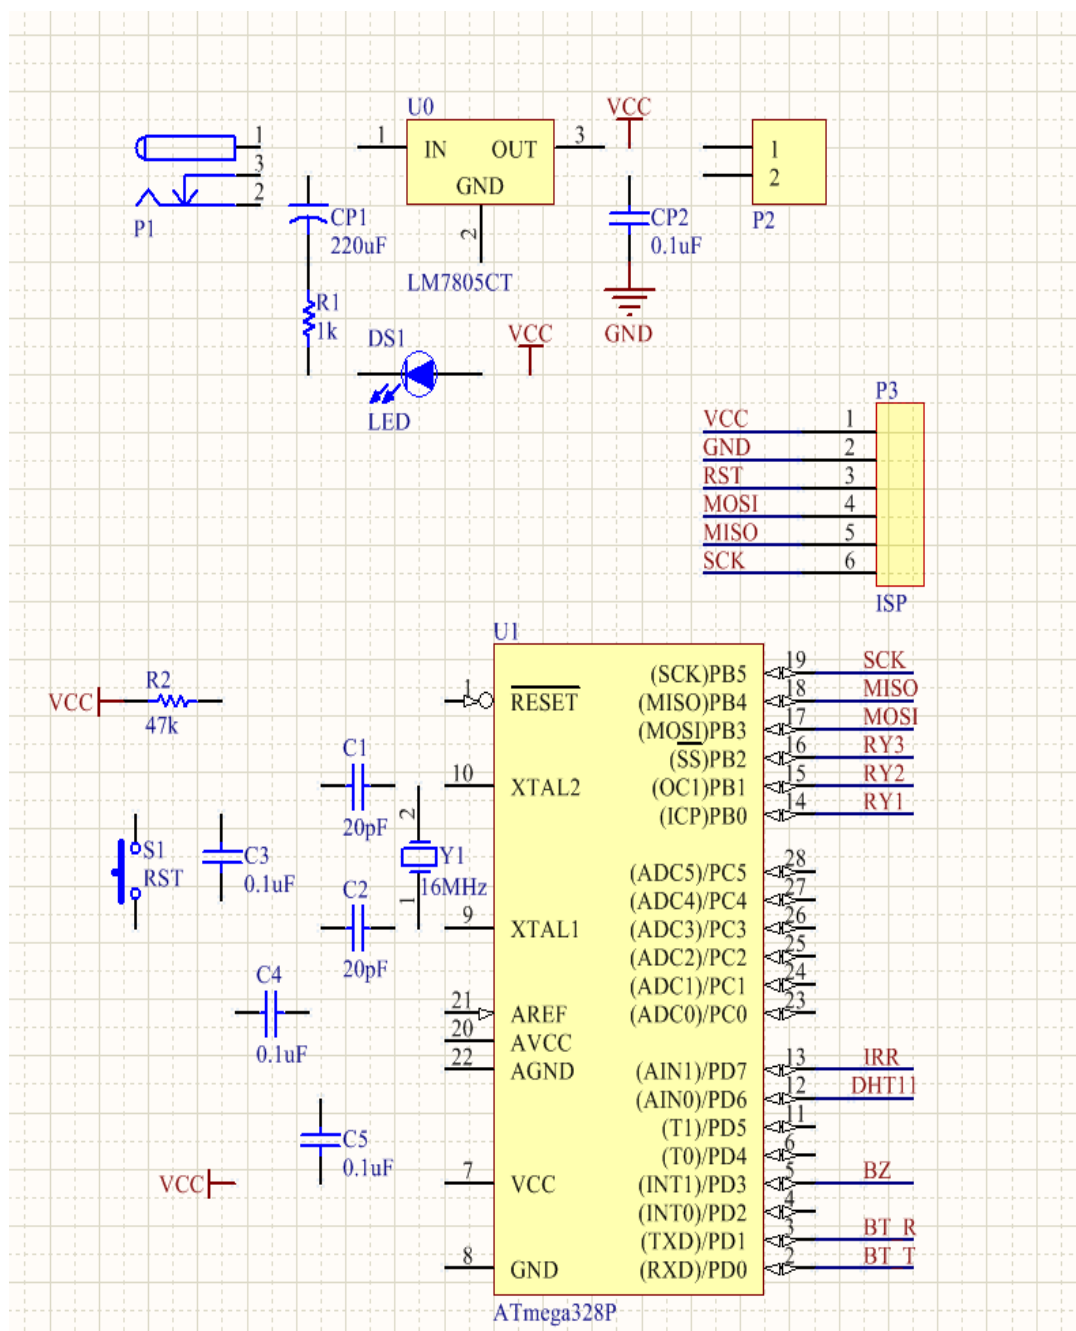 U0
VCC
1
IN
OUT
3
GND
2
LM7805CT
1
3
2
P1
CP1
220uF
R1
1k
CP2
0.1uF
GND
1
2
P2
DS1
LED
VCC
P3
VCC 1
GND 2
RST 3
MOSI 4
MISO 5
SCK 6
ISP
U1
VCC
R2
47k
C1
20pF
S1
RST
C3
0.1uF
2
Y1
16MHz
1
C2
20pF
C4
0.1uF
C5
0.1uF
VCC
1 RESET
10 XTAL2
9 XTAL1
21 AREF
20 AVCC
22 AGND
7 VCC
8 GND
(SCK)PB5 19 SCK
(MISO)PB4 18 MISO
(MOSI)PB3 17 MOSI
(SS)PB2 16 RY3
(OC1)PB1 15 RY2
(ICP)PB0 14 RY1
(ADC5)/PC5 28
(ADC4)/PC4 27
(ADC3)/PC3 26
(ADC2)/PC2 25
(ADC1)/PC1 24
(ADC0)/PC0 23
(AIN1)/PD7 13 IRR
(AIN0)/PD6 12 DHT11
(T1)/PD5 11
(T0)/PD4 6
(INT1)/PD3 5 BZ
(INT0)/PD2 4
(TXD)/PD1 3 BT_R
(RXD)/PD0 2 BT_T
ATmega328P